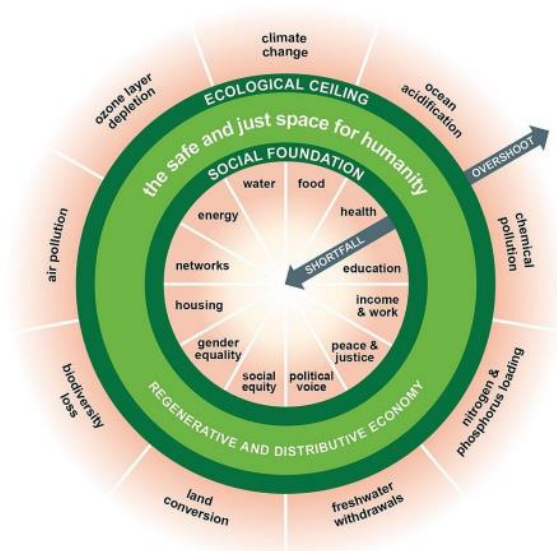 climate
change
ocean
acidification
chemical
pollution
nitrogen &
phosphorus loading
freshwater
withdrawals
land
conversion
biodiversity
loss
air pollution
ozone layer
depletion
ECOLOGICAL CEILING
the safe and just space for humanity
SOCIAL FOUNDATION
OVERSHOOT
SHORTFALL
water
food
health
education
income
& work
peace &
justice
political
voice
social
equity
gender
equality
housing
networks
energy
REGENERATIVE AND DISTRIBUTIVE ECONOMY